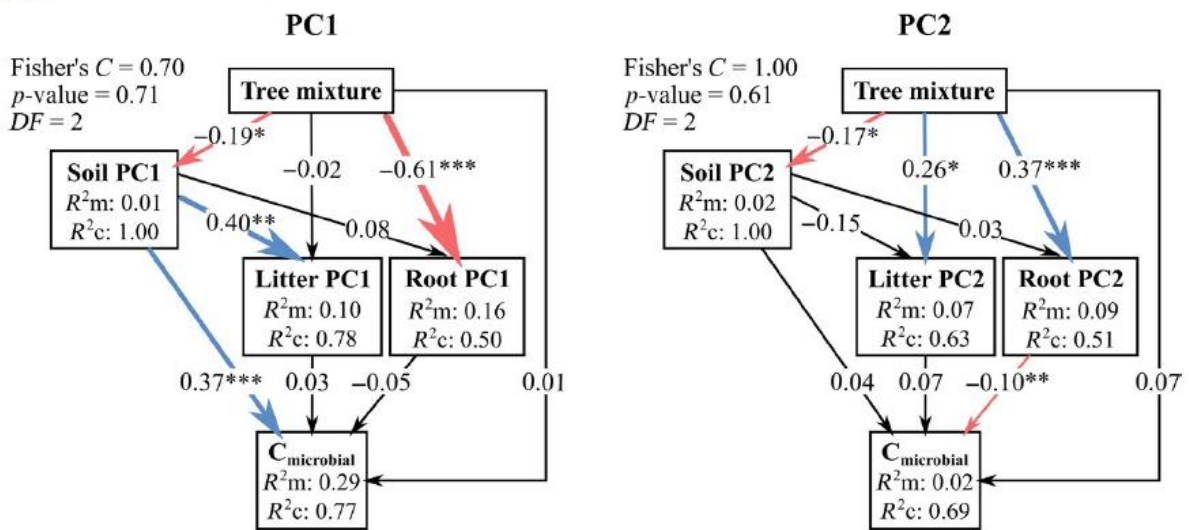 PC1
Fisher's C = 0.70
p-value = 0.71
DF = 2
Tree mixture
−0.19*
−0.02
−0.61***
Soil PC1
R²m: 0.01
R²c: 1.00
0.40**
0.08
Litter PC1
R²m: 0.10
R²c: 0.78
Root PC1
R²m: 0.16
R²c: 0.50
0.37***
0.03
−0.05
0.01
Cmicrobial
R²m: 0.29
R²c: 0.77
PC2
Fisher's C = 1.00
p-value = 0.61
DF = 2
Tree mixture
−0.17*
0.26*
0.37***
Soil PC2
R²m: 0.02
R²c: 1.00
−0.15
0.03
Litter PC2
R²m: 0.07
R²c: 0.63
Root PC2
R²m: 0.09
R²c: 0.51
0.04
0.07
−0.10**
0.07
Cmicrobial
R²m: 0.02
R²c: 0.69